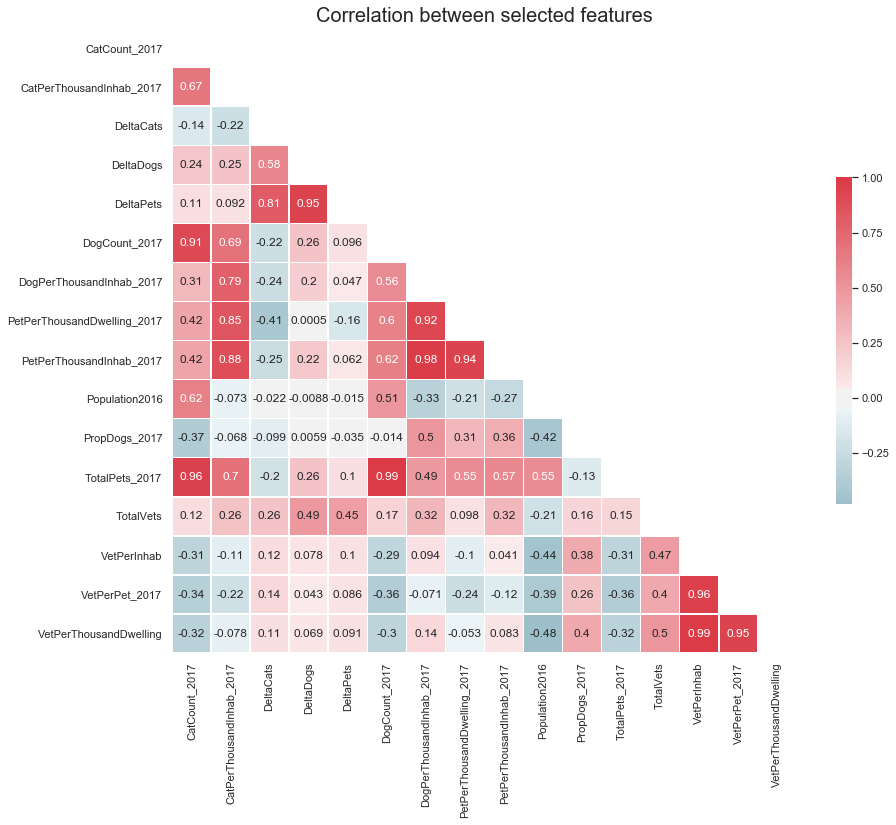 Correlation between selected features
CatCount_2017
CatPerThousandInhab_2017 0.67
DeltaCats -0.14 -0.22
DeltaDogs 0.24 0.25 0.58
DeltaPets 0.11 0.092 0.81 0.95
DogCount_2017 0.91 0.69 -0.22 0.26 0.096
DogPerThousandInhab_2017 0.31 0.79 -0.24 0.2 0.047 0.56
PetPerThousandDwelling_2017 0.42 0.85 -0.41 0.0005 -0.16 0.6 0.92
PetPerThousandInhab_2017 0.42 0.88 -0.25 0.22 0.062 0.62 0.98 0.94
Population2016 0.62 -0.073 -0.022 -0.0088 -0.015 0.51 -0.33 -0.21 -0.27
PropDogs_2017 -0.37 -0.068 -0.099 0.0059 -0.035 -0.014 0.5 0.31 0.36 -0.42
TotalPets_2017 0.96 0.7 -0.2 0.26 0.1 0.99 0.49 0.55 0.57 0.55 -0.13
TotalVets 0.12 0.26 0.26 0.49 0.45 0.17 0.32 0.098 0.32 -0.21 0.16 0.15
VetPerInhab -0.31 -0.11 0.12 0.078 0.1 -0.29 0.094 -0.1 0.041 -0.44 0.38 -0.31 0.47
VetPerPet_2017 -0.34 -0.22 0.14 0.043 0.086 -0.36 -0.071 -0.24 -0.12 -0.39 0.26 -0.36 0.4 0.96
VetPerThousandDwelling -0.32 -0.078 0.11 0.069 0.091 -0.3 0.14 -0.053 0.083 -0.48 0.4 -0.32 0.5 0.99 0.95
CatCount_2017
CatPerThousandInhab_2017
DeltaCats
DeltaDogs
DeltaPets
DogCount_2017
DogPerThousandInhab_2017
PetPerThousandDwelling_2017
PetPerThousandInhab_2017
Population2016
PropDogs_2017
TotalPets_2017
TotalVets
VetPerInhab
VetPerPet_2017
VetPerThousandDwelling
1.00
0.75
0.50
0.25
0.00
-0.25